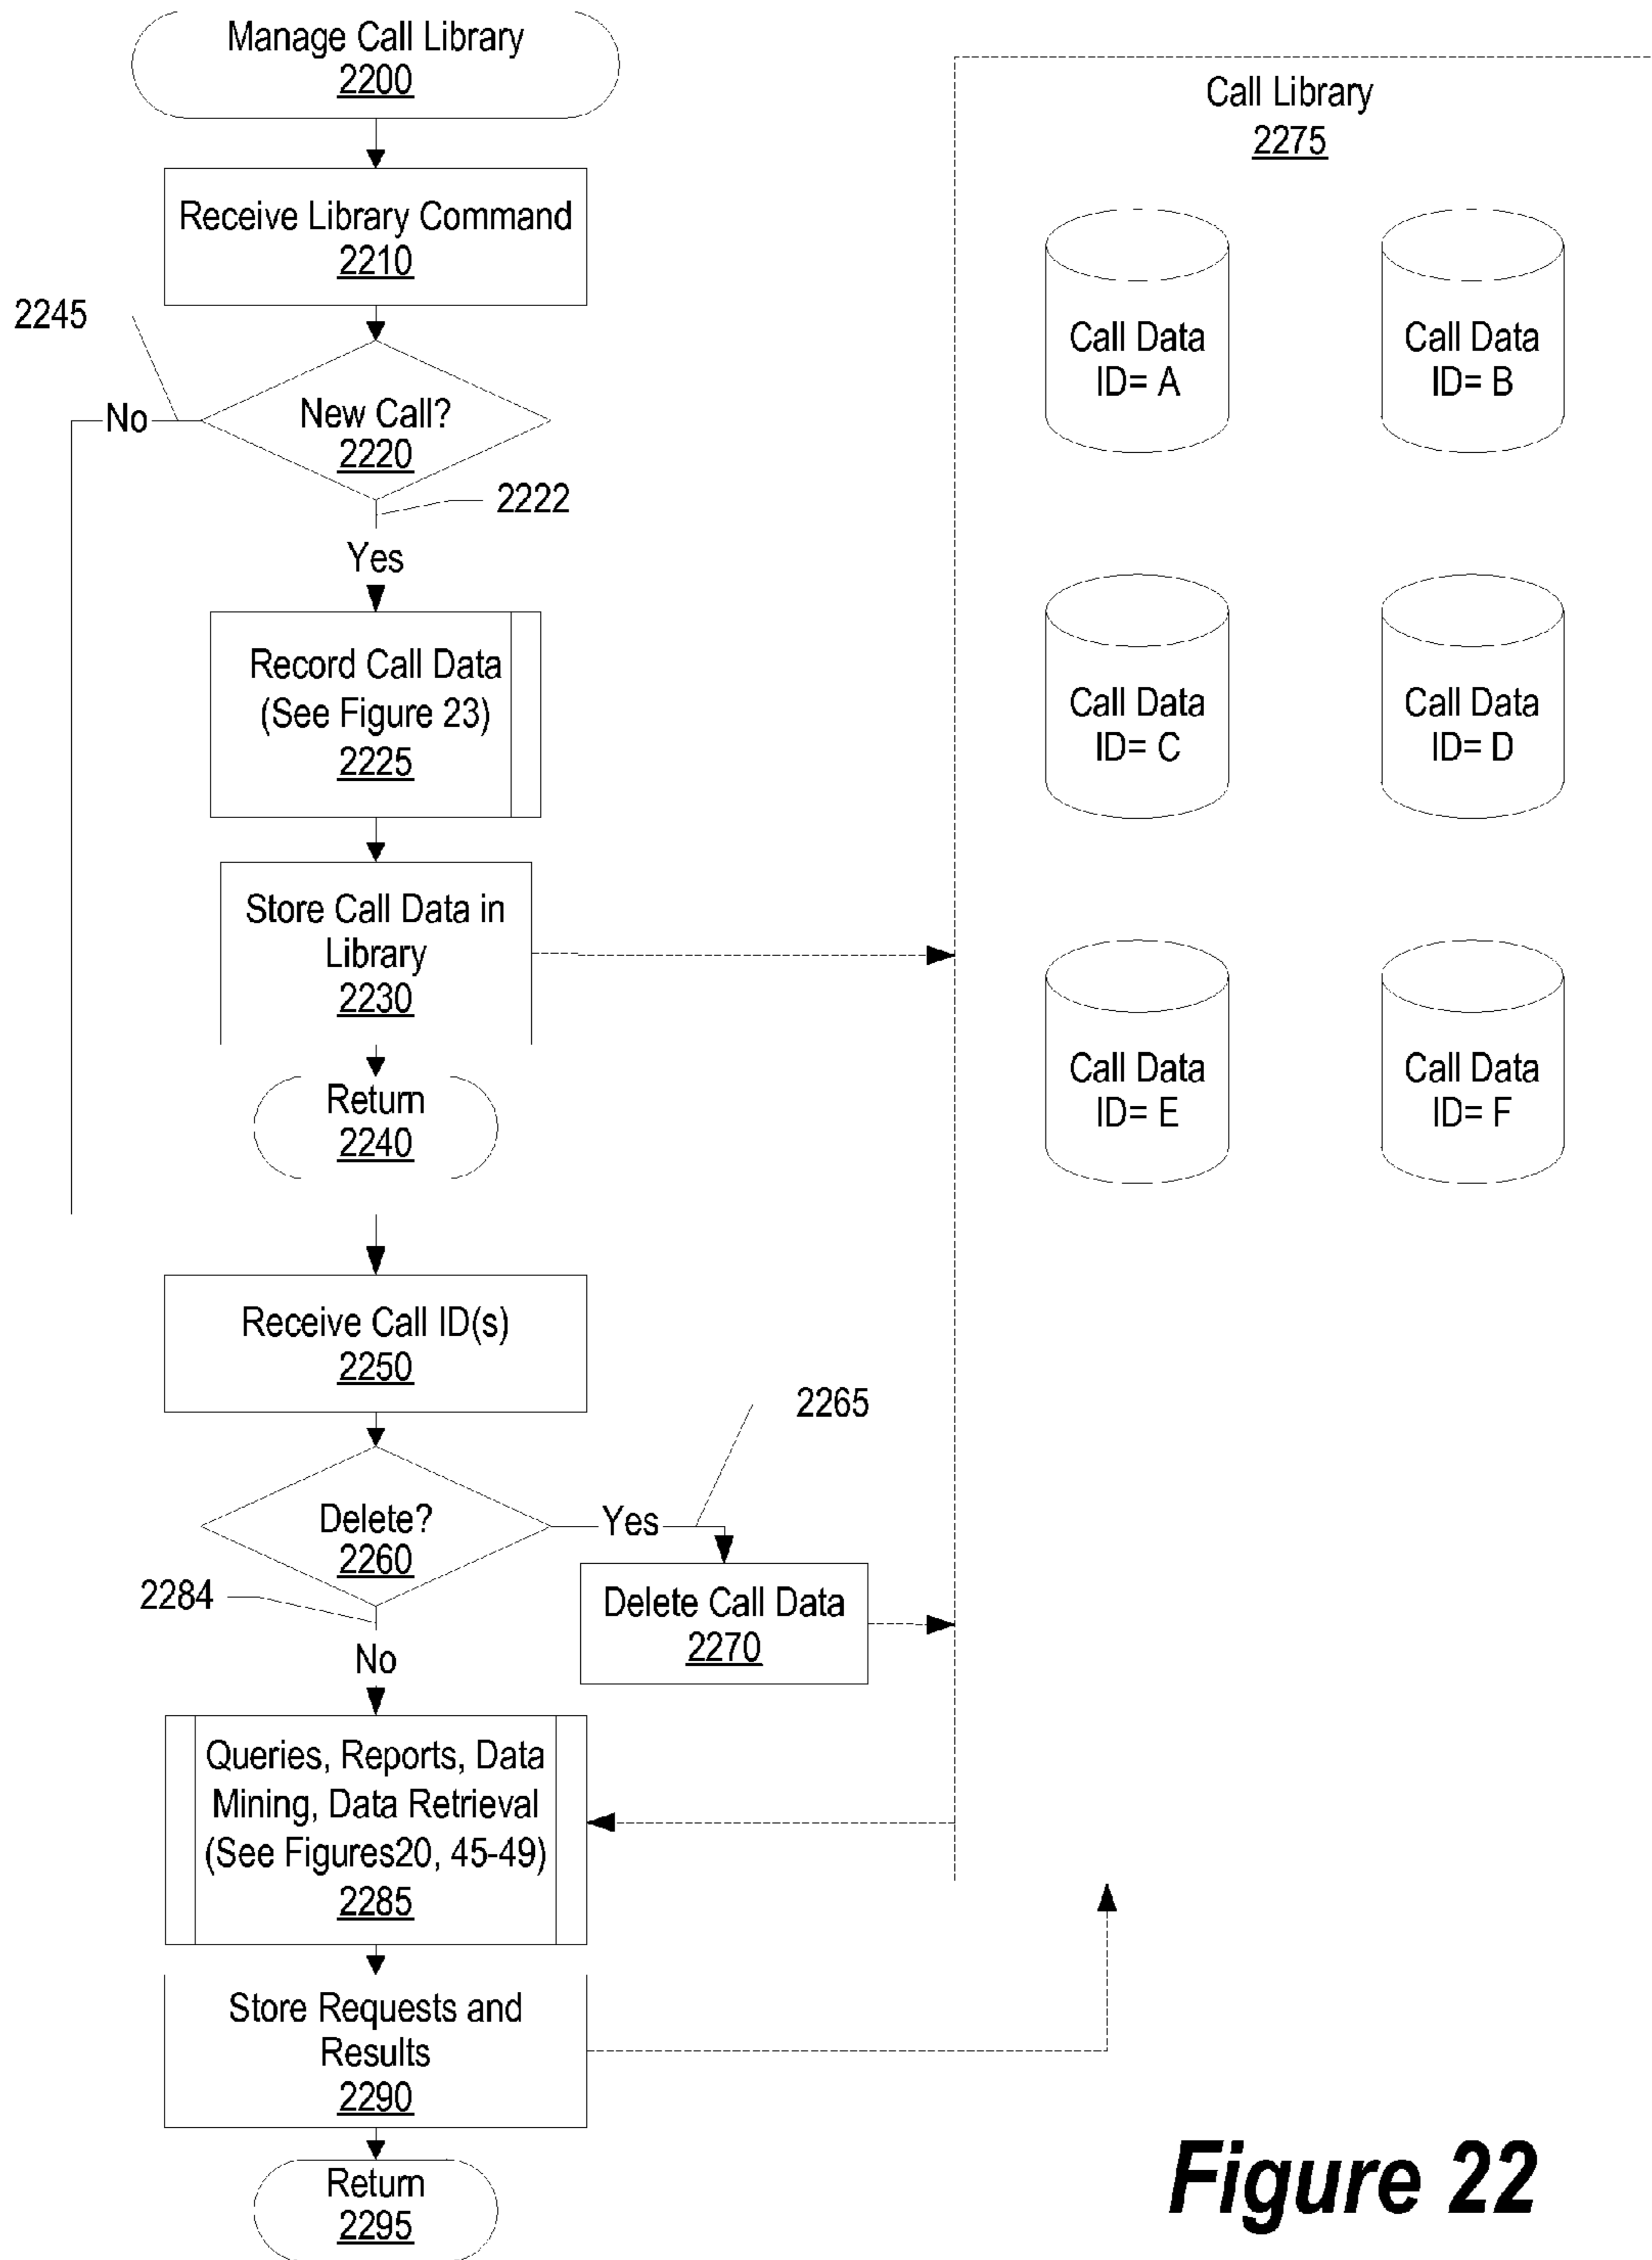 Manage Call Library
2200
Receive Library Command
2210
2245
No
New Call?
2220
2222
Yes
Record Call Data
(See Figure 23)
2225
Store Call Data in
Library
2230
Return
2240
Receive Call ID(s)
2250
2265
Delete?
2260
Yes
2284
No
Delete Call Data
2270
Queries, Reports, Data
Mining, Data Retrieval
(See Figures20, 45-49)
2285
Store Requests and
Results
2290
Return
2295
Call Library
2275
Call Data
ID= A
Call Data
ID= B
Call Data
ID= C
Call Data
ID= D
Call Data
ID= E
Call Data
ID= F
Figure 22